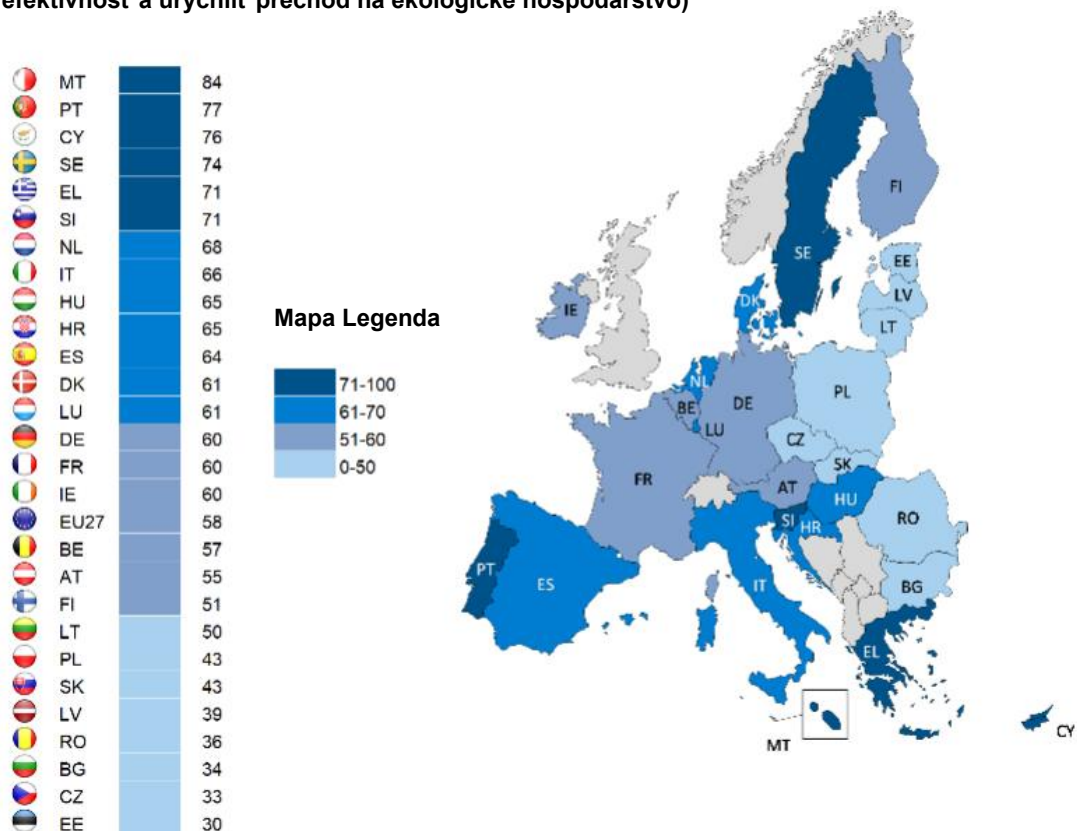 efektívnosť a urýchliť prechod na ekologické hospodárstvo)
MT 84
PT 77
CY 76
SE 74
EL 71
SI 71
NL 68
IT 66
HU 65
HR 65
ES 64
DK 61
LU 61
DE 60
FR 60
IE 60
EU27 58
BE 57
AT 55
FI 51
LT 50
PL 43
SK 43
LV 39
RO 36
BG 34
CZ 33
EE 30
Mapa Legenda
71-100
61-70
51-60
0-50
FI
SE
EE
LV
LT
DK
IE
NL
BE
DE
PL
LU
CZ
SK
FR
AT
HU
SI
HR
RO
PT
ES
IT
BG
EL
MT
CY